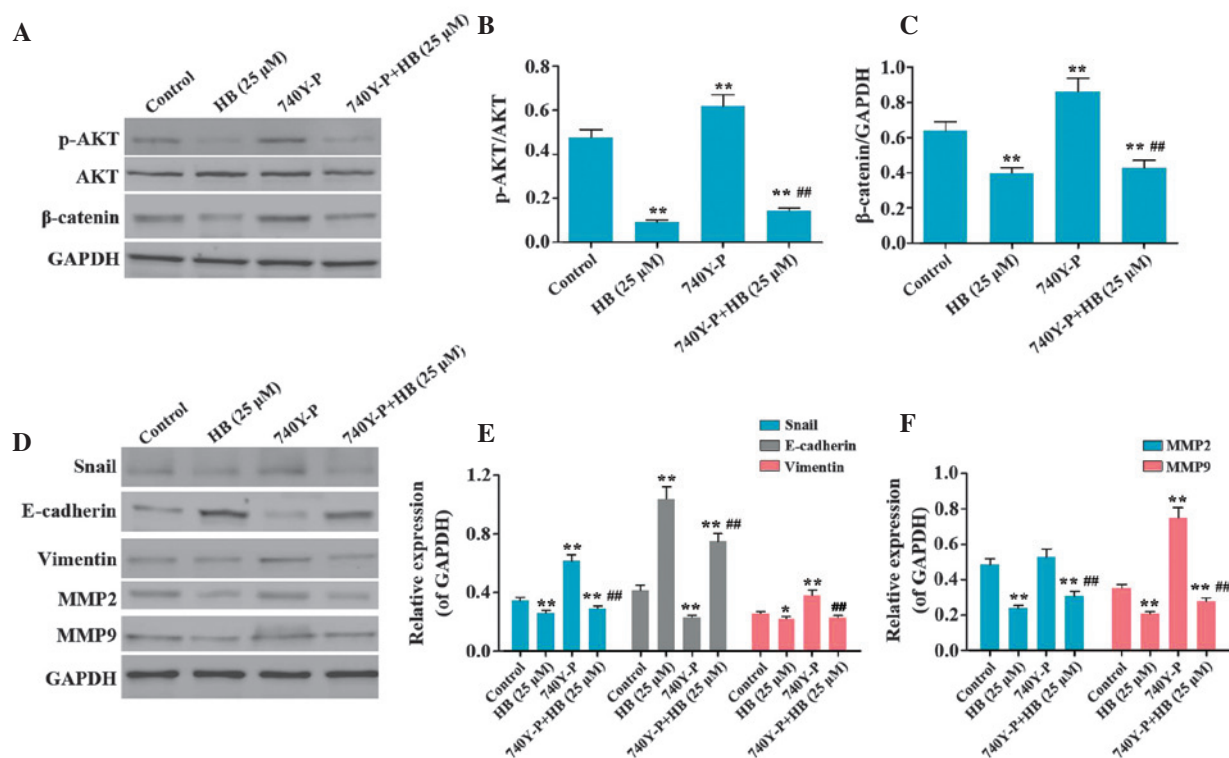 A
Control
HB (25 µM)
740Y-P
740Y-P+HB (25 µM)
p-AKT
AKT
β-catenin
GAPDH
B
p-AKT/AKT
0.8
0.6
0.4
0.2
0.0
**
**
** ##
Control
HB (25 µM)
740Y-P
740Y-P+HB (25 µM)
C
β-catenin/GAPDH
1.0
0.8
0.6
0.4
0.2
0.0
**
**
** ##
Control
HB (25 µM)
740Y-P
740Y-P+HB (25 µM)
D
Control
HB (25 µM)
740Y-P
740Y-P+HB (25 µM)
Snail
E-cadherin
Vimentin
MMP2
MMP9
GAPDH
E
Snail
E-cadherin
Vimentin
Relative expression
(of GAPDH)
1.2
0.8
0.4
0.0
**
**
** ##
**
**
** ##
*
**
##
Control
HB (25 µM)
740Y-P
740Y-P+HB (25 µM)
Control
HB (25 µM)
740Y-P
740Y-P+HB (25 µM)
Control
HB (25 µM)
740Y-P
740Y-P+HB (25 µM)
F
MMP2
MMP9
Relative expression
(of GAPDH)
1.0
0.8
0.6
0.4
0.2
0.0
**
** ##
**
**
** ##
Control
HB (25 µM)
740Y-P
740Y-P+HB (25 µM)
Control
HB (25 µM)
740Y-P
740Y-P+HB (25 µM)